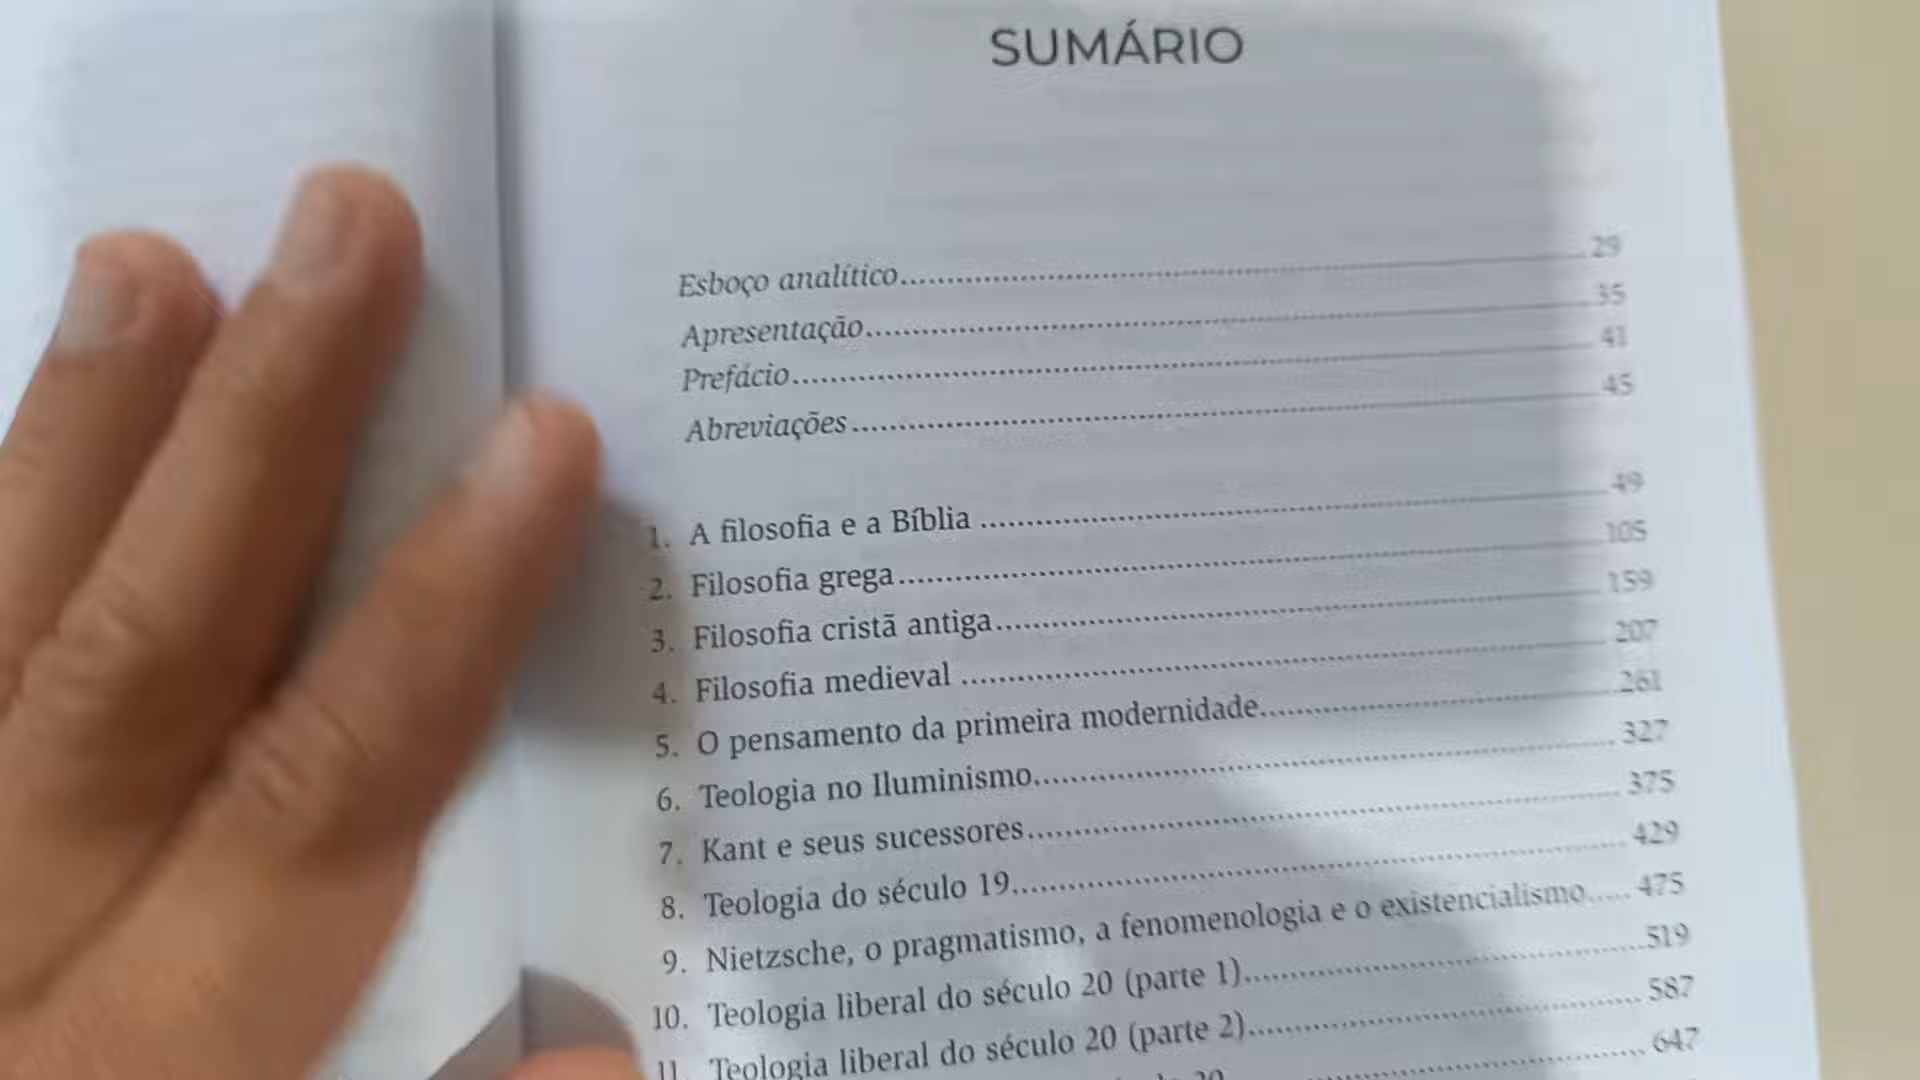 SUMÁRIO
Esboço analítico.......... 29
Apresentação.......... 35
Prefácio.......... 41
Abreviações.......... 45
1. A filosofia e a Bíblia .......... 49
2. Filosofia grega.......... 105
3. Filosofia cristã antiga.......... 159
4. Filosofia medieval .......... 207
5. O pensamento da primeira modernidade.......... 261
6. Teologia no Iluminismo.......... 327
7. Kant e seus sucessores.......... 375
8. Teologia do século 19.......... 429
9. Nietzsche, o pragmatismo, a fenomenologia e o existencialismo...... 475
10. Teologia liberal do século 20 (parte 1).......... 519
11. Teologia liberal do século 20 (parte 2).......... 587
20.......... 647